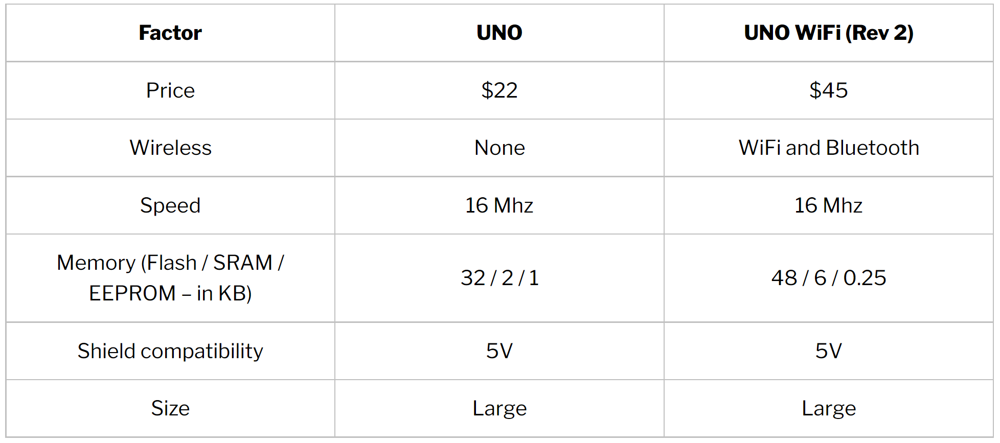 Factor UNO UNO WiFi (Rev 2)
Price $22 $45
Wireless None WiFi and Bluetooth
Speed 16 Mhz 16 Mhz
Memory (Flash / SRAM /
EEPROM – in KB) 32 / 2 / 1 48 / 6 / 0.25
Shield compatibility 5V 5V
Size Large Large